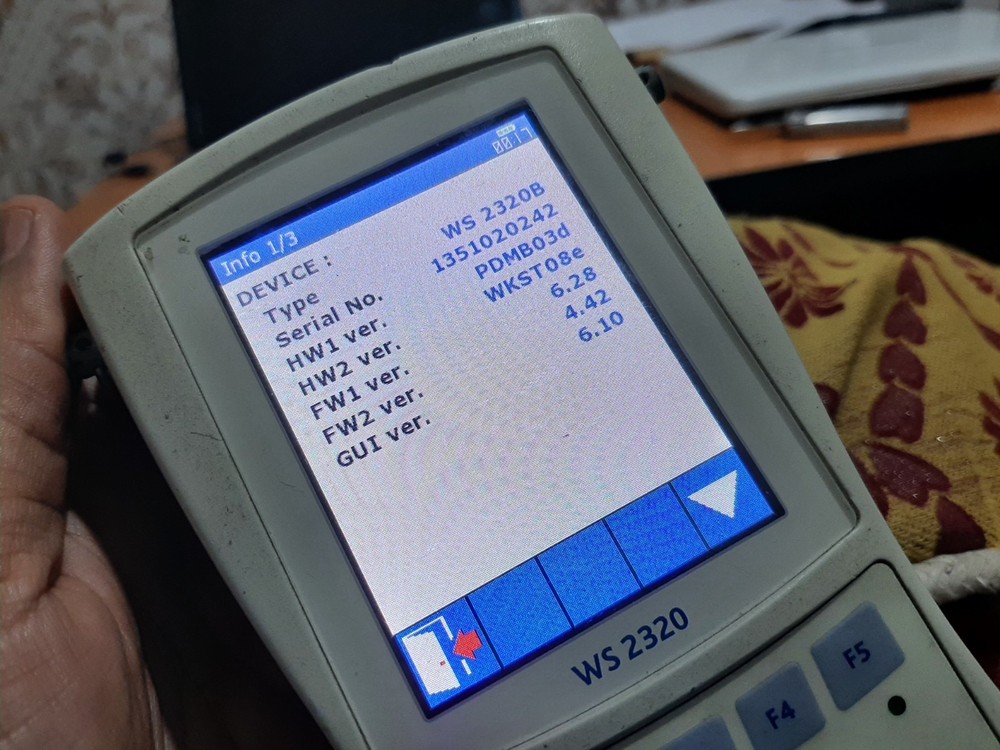 00:17
Info 1/3
DEVICE :
Type WS 2320B
Serial No. 1351020242
HW1 ver. PDMB03d
HW2 ver. WKST08e
FW1 ver. 6.28
FW2 ver. 4.42
GUI ver. 6.10
WS 2320
F4
F5